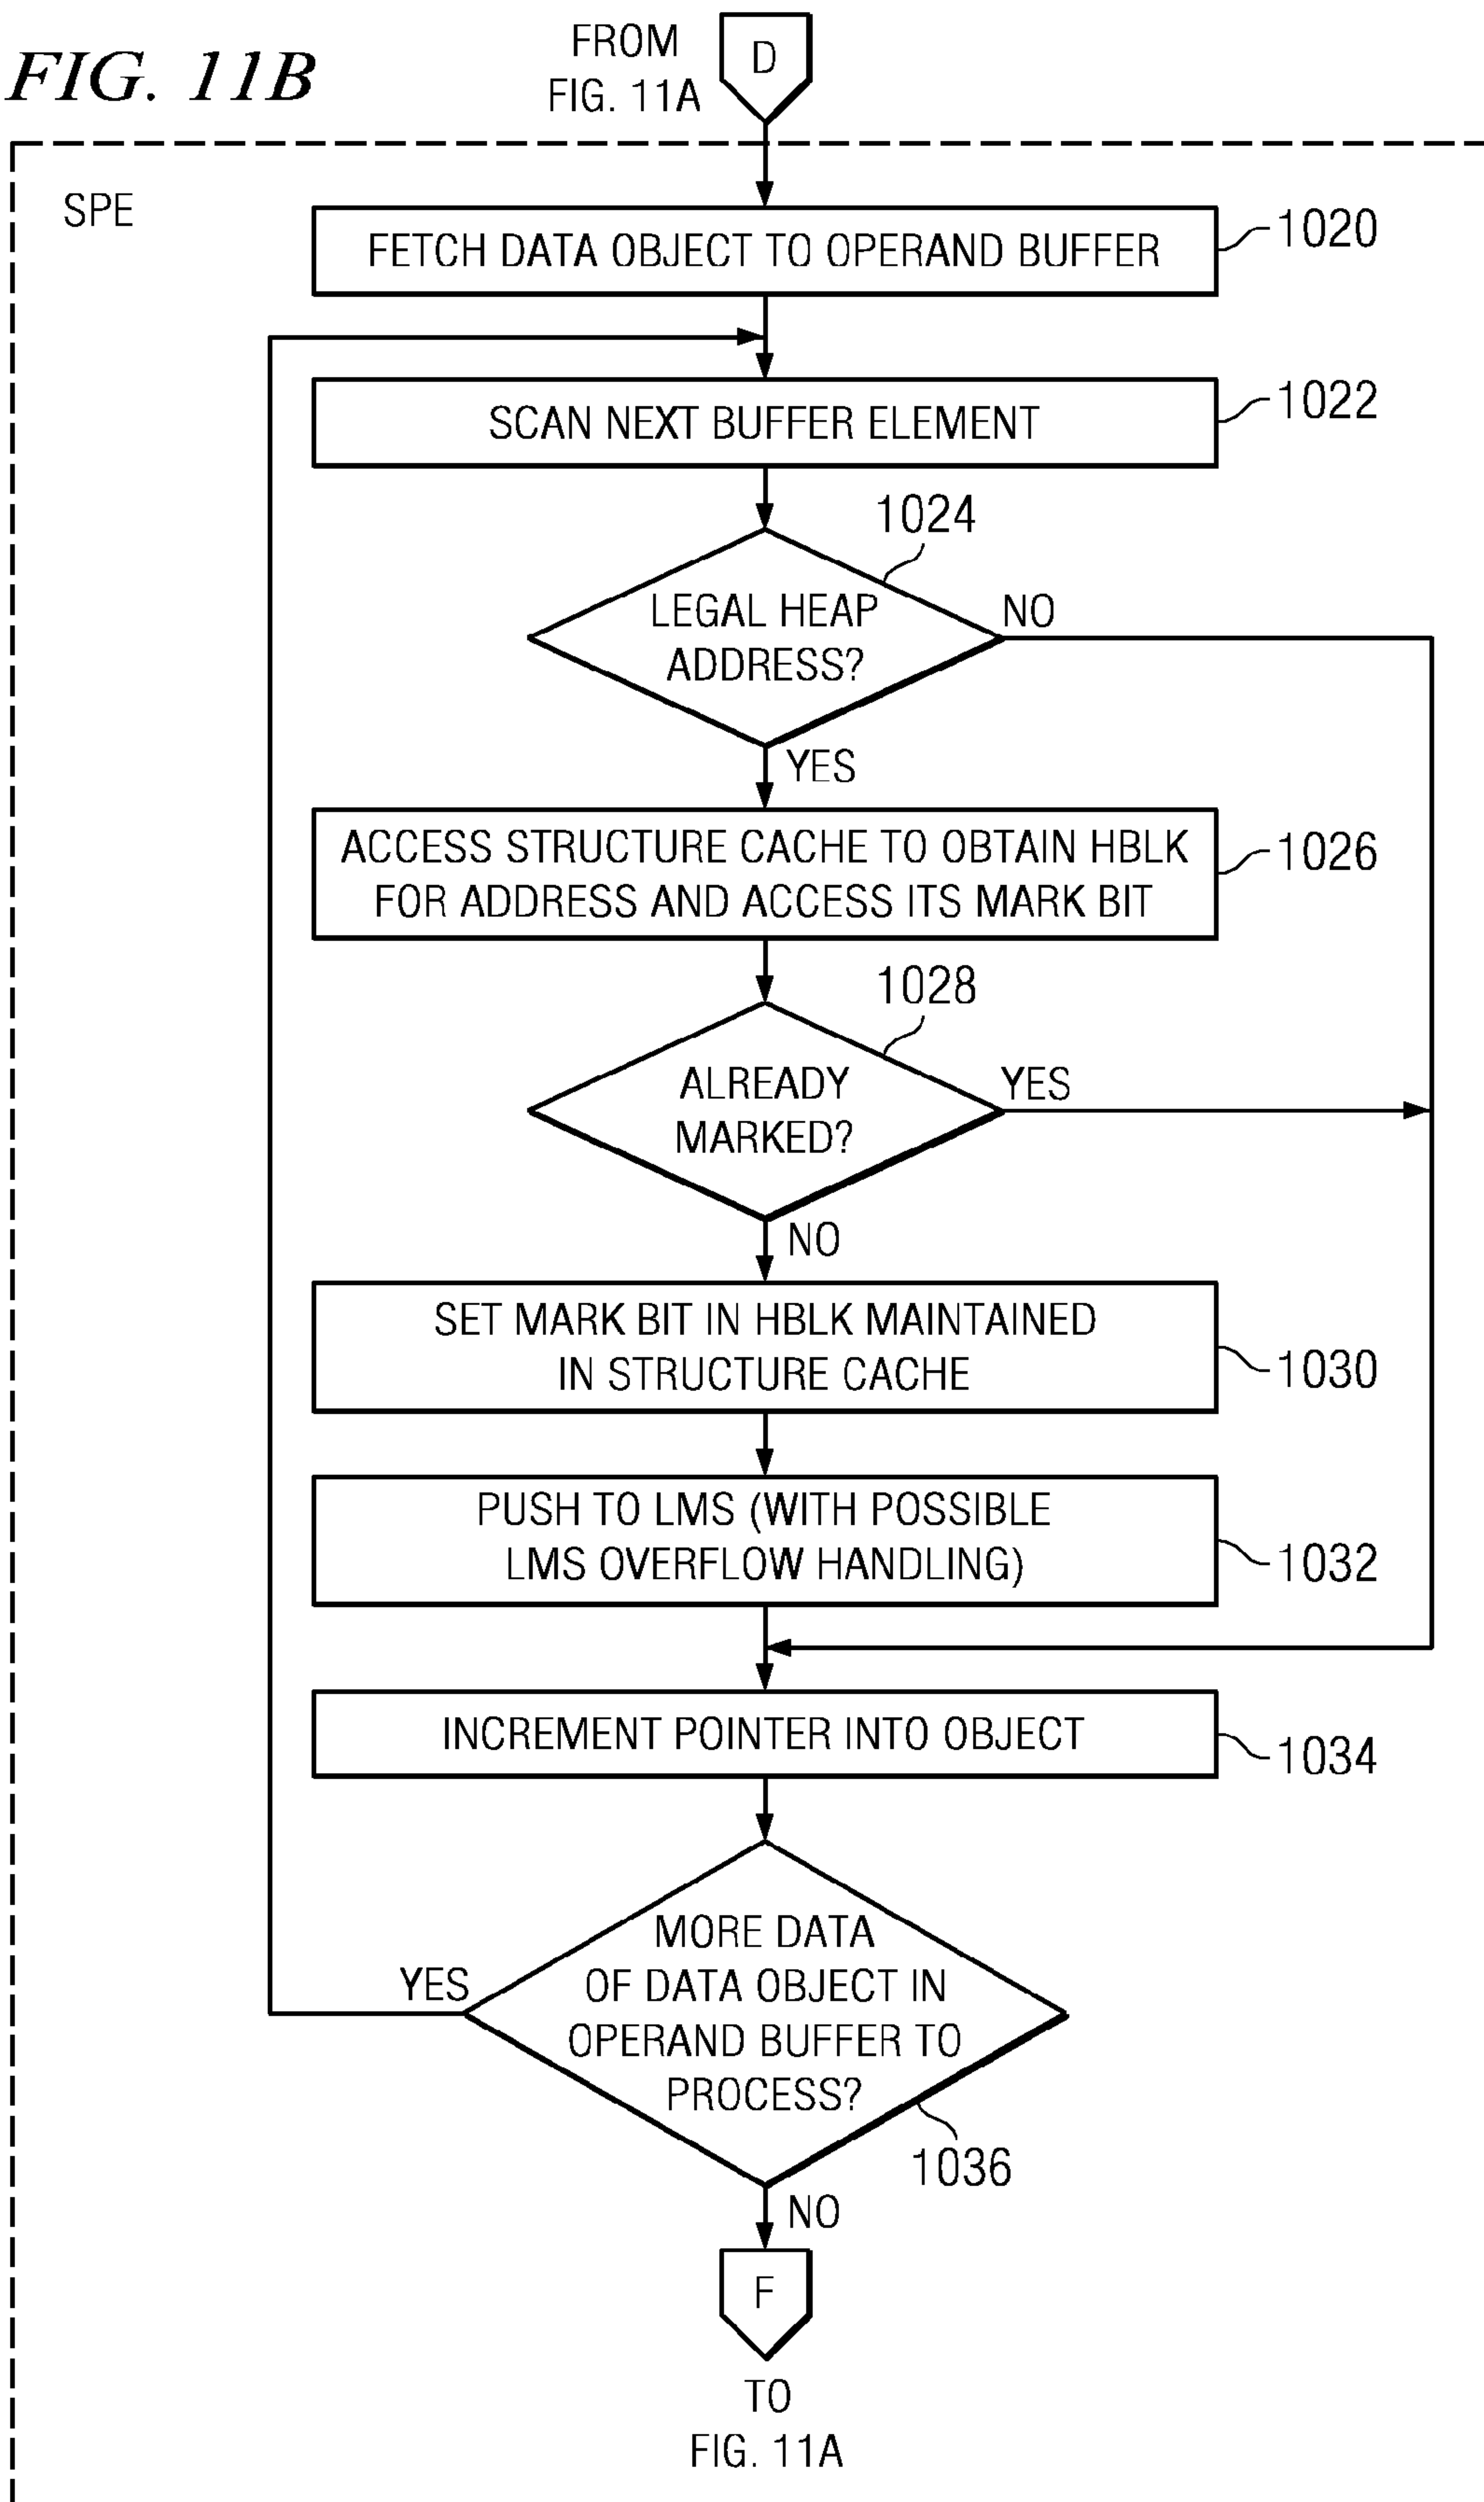 FIG. 11B
FROM
FIG. 11A
D
SPE
FETCH DATA OBJECT TO OPERAND BUFFER
1020
SCAN NEXT BUFFER ELEMENT
1022
1024
LEGAL HEAP
ADDRESS?
NO
YES
ACCESS STRUCTURE CACHE TO OBTAIN HBLK
FOR ADDRESS AND ACCESS ITS MARK BIT
1026
1028
ALREADY
MARKED?
YES
NO
SET MARK BIT IN HBLK MAINTAINED
IN STRUCTURE CACHE
1030
PUSH TO LMS (WITH POSSIBLE
LMS OVERFLOW HANDLING)
1032
INCREMENT POINTER INTO OBJECT
1034
MORE DATA
OF DATA OBJECT IN
OPERAND BUFFER TO
PROCESS?
YES
1036
NO
F
TO
FIG. 11A